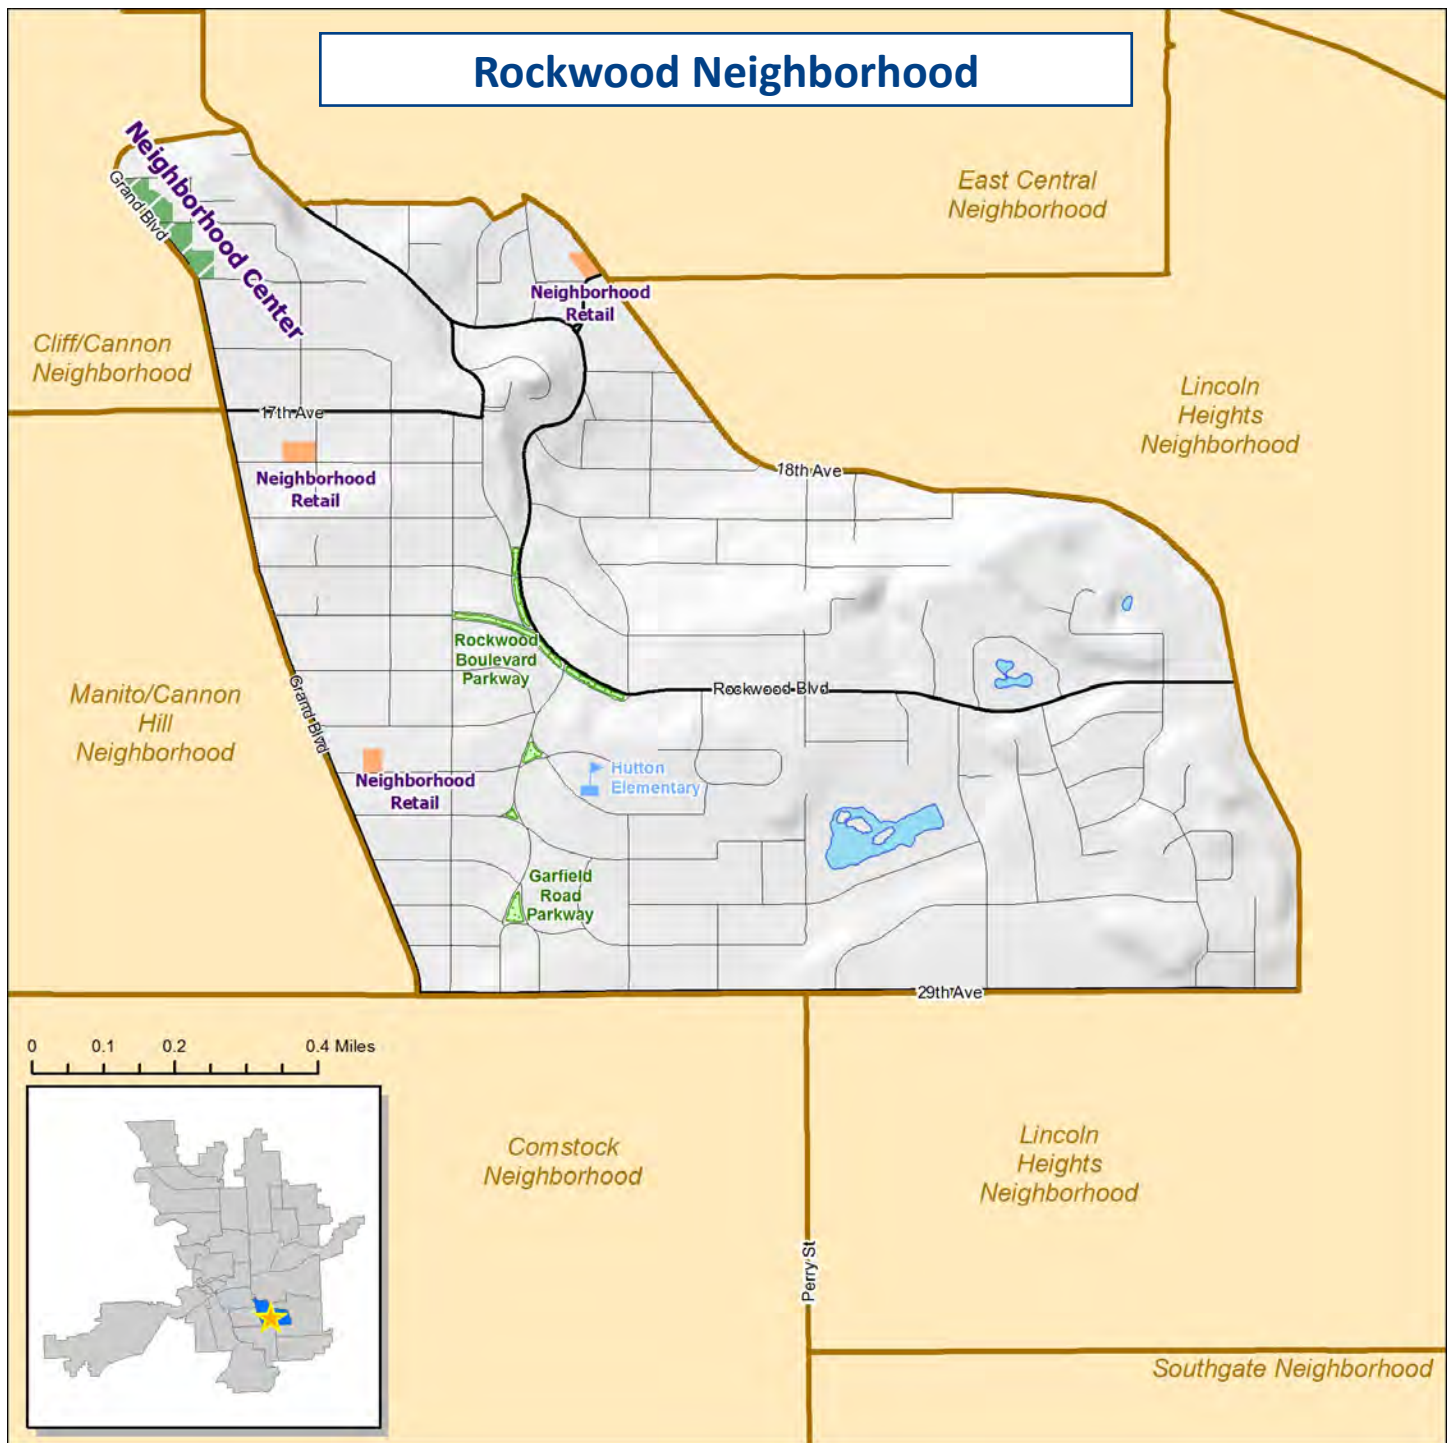 Rockwood Neighborhood
Neighborhood Center
Grand Blvd
East Central
Neighborhood
Neighborhood
Retail
Cliff/Cannon
Neighborhood
Lincoln
Heights
Neighborhood
17th Ave
18th Ave
Neighborhood
Retail
Rockwood
Boulevard
Parkway
Rockwood Blvd
Manito/Cannon
Hill
Neighborhood
Grand Blvd
Neighborhood
Retail
Hutton
Elementary
Garfield
Road
Parkway
29th Ave
0 0.1 0.2 0.4 Miles
Comstock
Neighborhood
Lincoln
Heights
Neighborhood
Perry St
Southgate Neighborhood